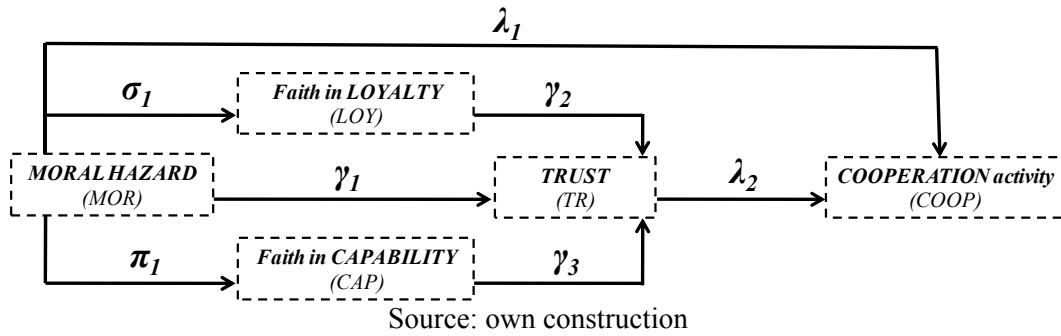 λ1
σ1
Faith in LOYALTY
(LOY)
γ2
MORAL HAZARD
(MOR)
γ1
TRUST
(TR)
λ2
COOPERATION activity
(COOP)
π1
Faith in CAPABILITY
(CAP)
γ3
Source: own construction